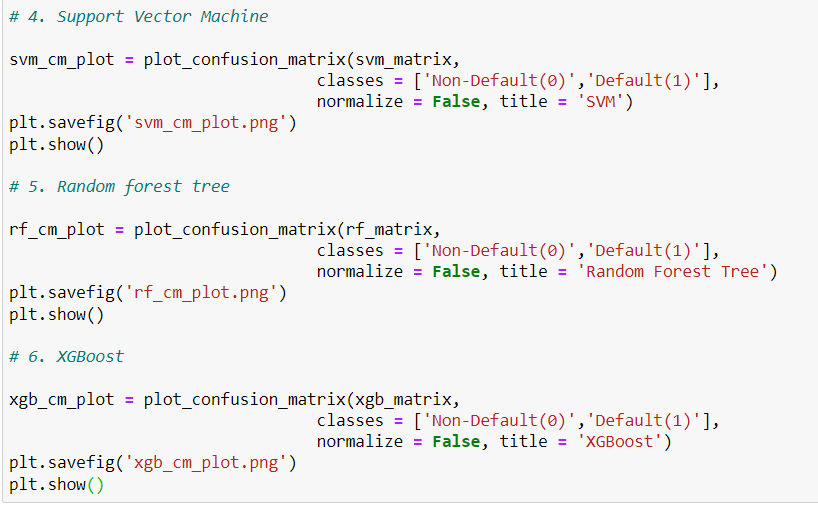 # 4. Support Vector Machine
svm_cm_plot = plot_confusion_matrix(svm_matrix,
classes = ['Non-Default(0)','Default(1)'],
normalize = False, title = 'SVM')
plt.savefig('svm_cm_plot.png')
plt.show()
# 5. Random forest tree
rf_cm_plot = plot_confusion_matrix(rf_matrix,
classes = ['Non-Default(0)','Default(1)'],
normalize = False, title = 'Random Forest Tree')
plt.savefig('rf_cm_plot.png')
plt.show()
# 6. XGBoost
xgb_cm_plot = plot_confusion_matrix(xgb_matrix,
classes = ['Non-Default(0)','Default(1)'],
normalize = False, title = 'XGBoost')
plt.savefig('xgb_cm_plot.png')
plt.show()